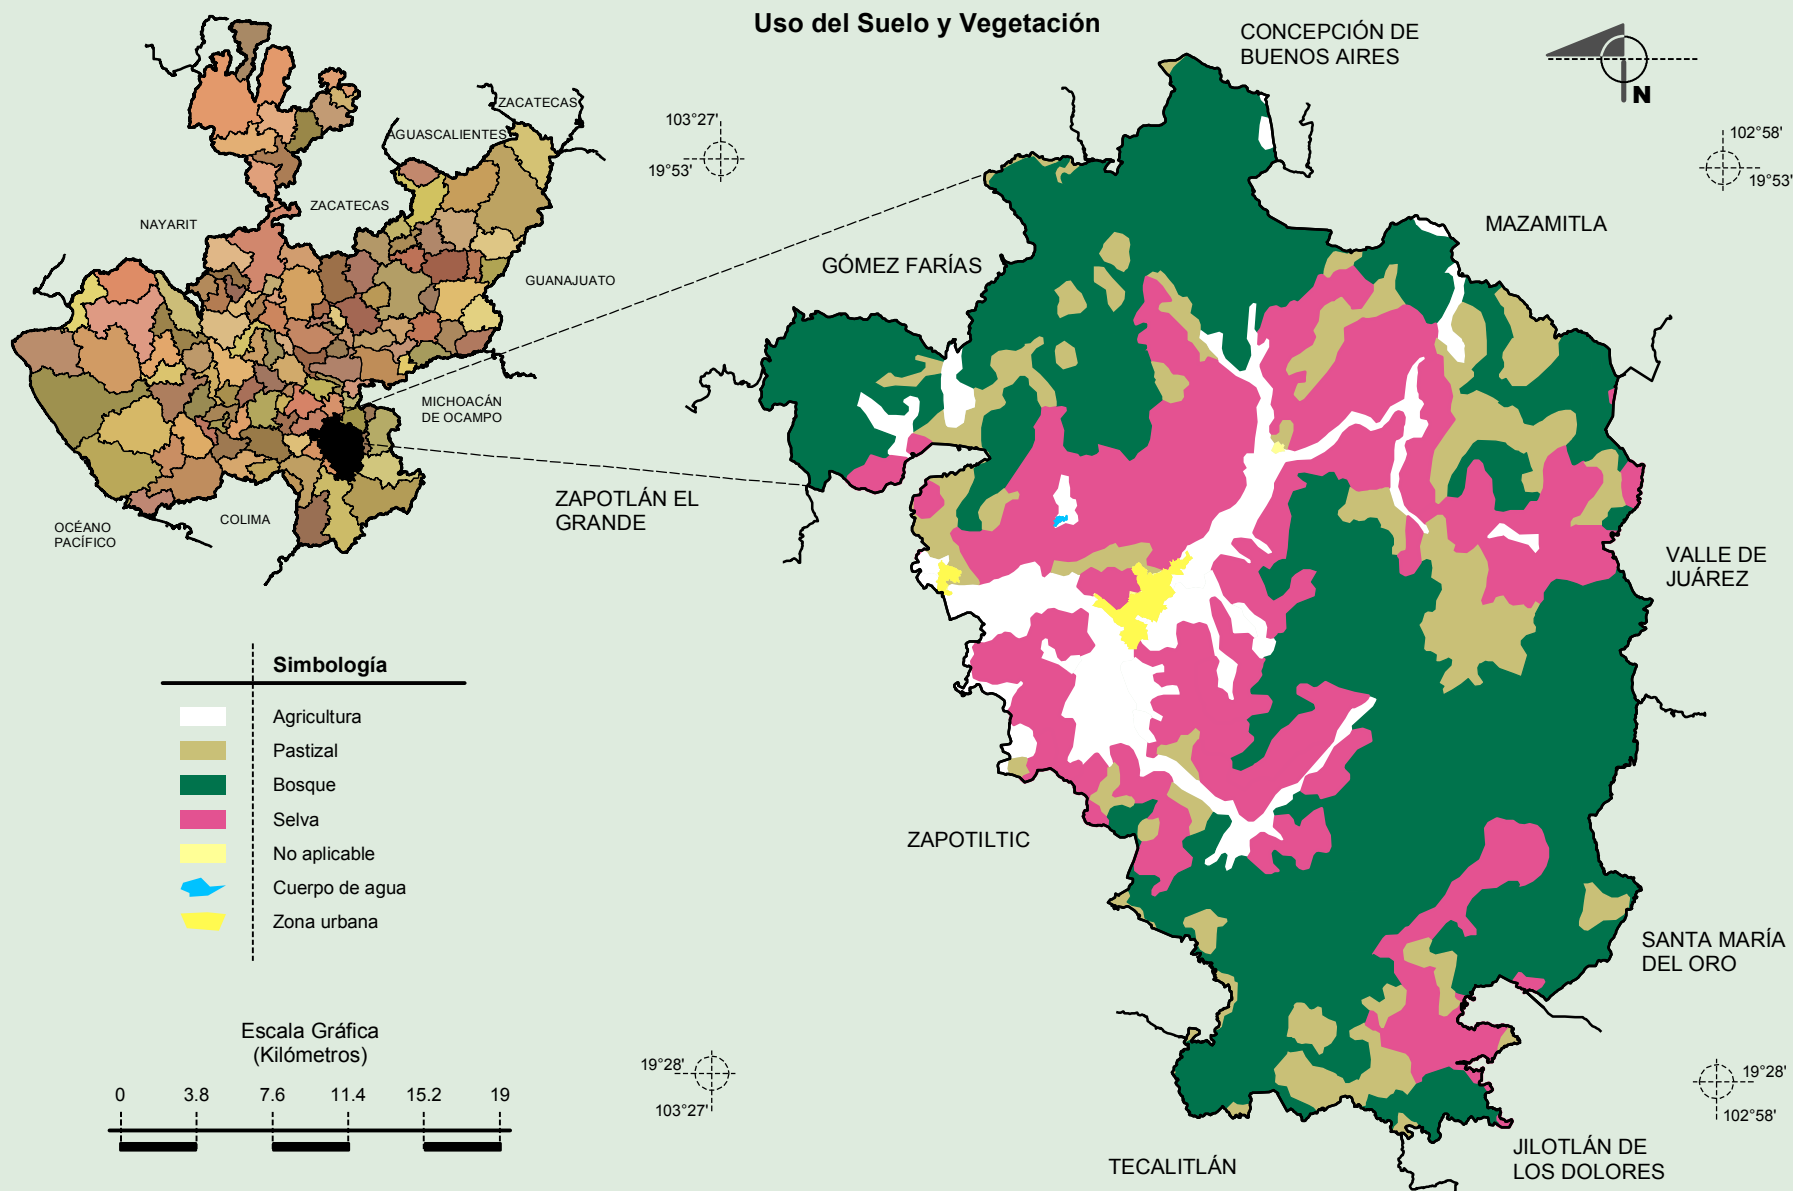 Uso del Suelo y Vegetación
CONCEPCIÓN DE
BUENOS AIRES
N
ZACATECAS
AGUASCALIENTES
103°27'
19°53'
102°58'
19°53'
NAYARIT
ZACATECAS
GUANAJUATO
MAZAMITLA
GÓMEZ FARÍAS
MICHOACÁN
DE OCAMPO
ZAPOTLÁN EL
GRANDE
OCÉANO
PACÍFICO
COLIMA
VALLE DE
JUÁREZ
Simbología
Agricultura
Pastizal
Bosque
Selva
No aplicable
Cuerpo de agua
Zona urbana
ZAPOTILTIC
SANTA MARÍA
DEL ORO
Escala Gráfica
(Kilómetros)
0 3.8 7.6 11.4 15.2 19
19°28'
103°27'
19°28'
102°58'
TECALITLÁN
JILOTLÁN DE
LOS DOLORES